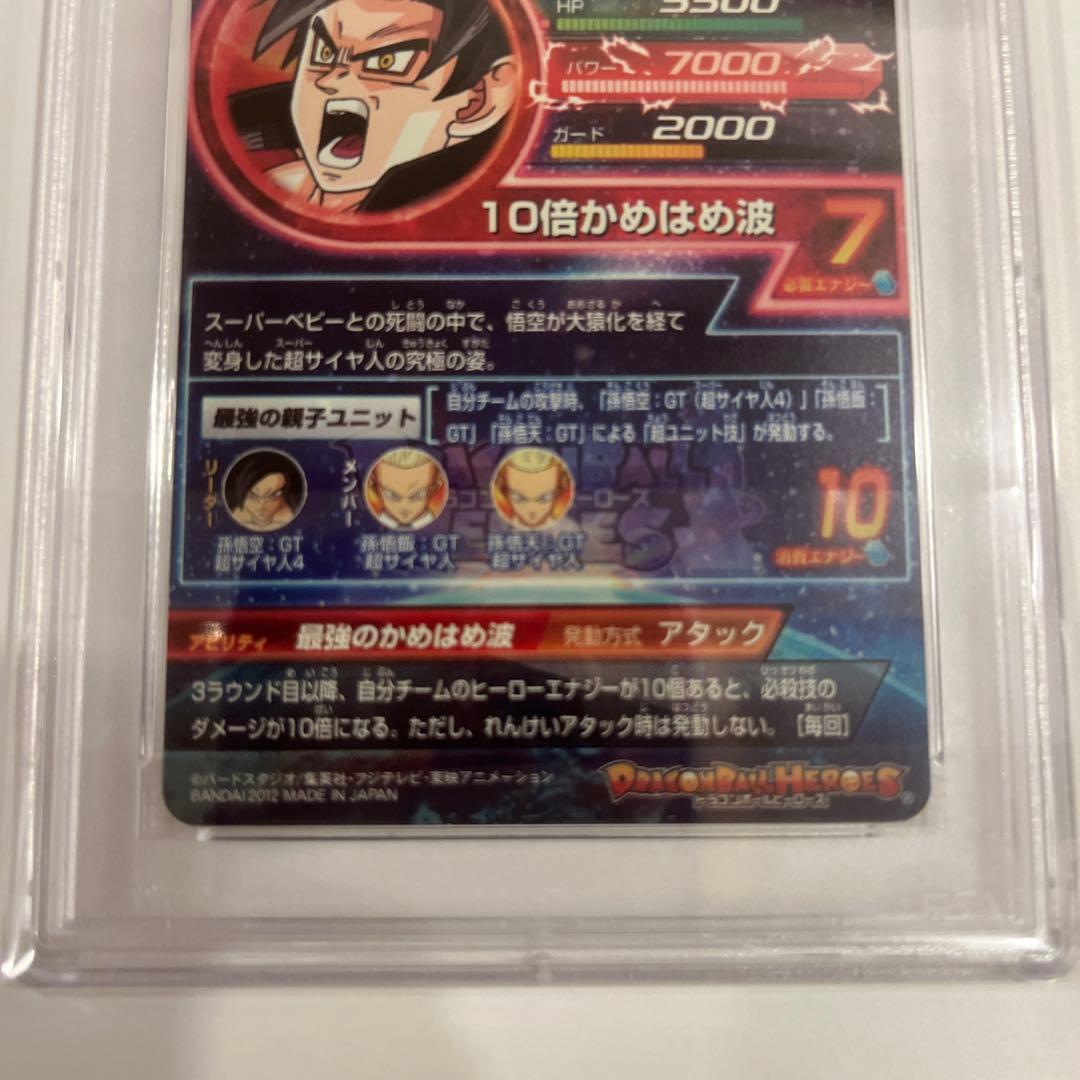 HP
パワー 7000
ガード 2000
10倍かめはめ波
7
必要エナジー
スーパーベビーとの死闘の中で、悟空が大猿化を経て
変身した超サイヤ人の究極の姿。
最強の親子ユニット
自分チームの攻撃時、「孫悟空：GT（超サイヤ人4）」「孫悟飯：
GT」「孫悟天：GT」による「超ユニット技」が発動する。
リーダー
メンバー
孫悟空：GT
超サイヤ人4
孫悟飯：GT
超サイヤ人
孫悟天：GT
超サイヤ人
10
消費エナジー
アビリティ 最強のかめはめ波 発動方式 アタック
3ラウンド目以降、自分チームのヒーローエナジーが10個あると、必殺技の
ダメージが10倍になる。ただし、れんけいアタック時は発動しない。［毎回］
©バードスタジオ/集英社・フジテレビ・東映アニメーション
BANDAI 2012 MADE IN JAPAN
DRAGONBALL HEROES
ドラゴンボールヒーローズ